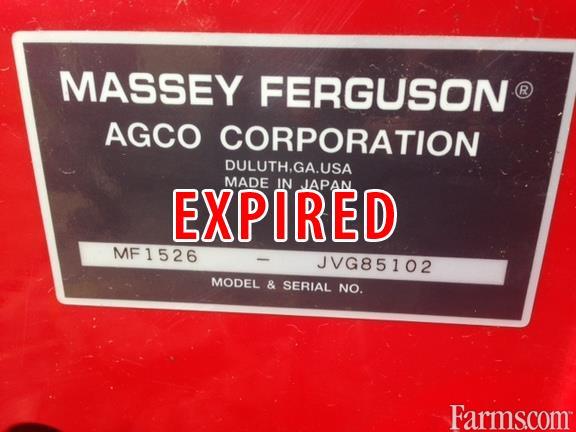 MASSEY FERGUSON®
AGCO CORPORATION
DULUTH,GA.USA
MADE IN JAPAN
EXPIRED
MF1526 – JVG85102
MODEL & SERIAL NO.
Farms.com